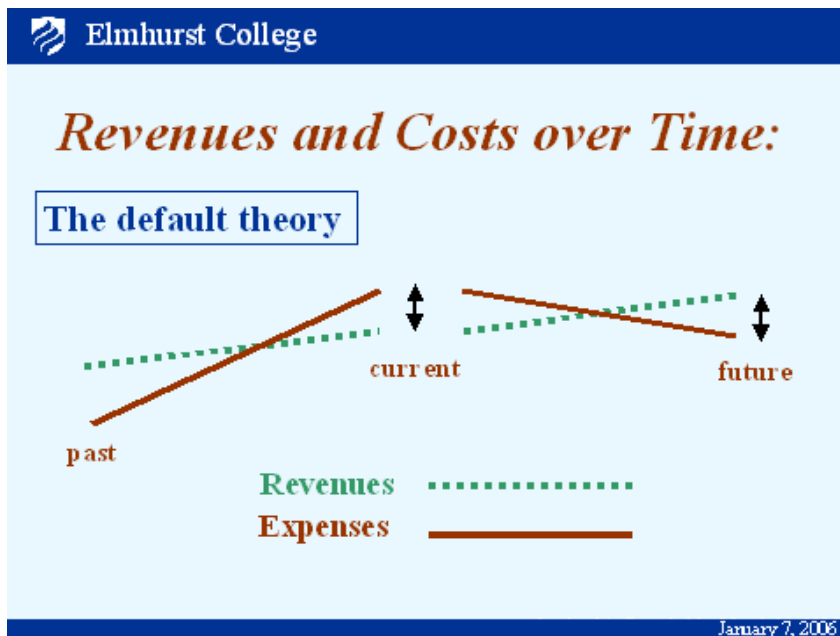 Elmhurst College
Revenues and Costs over Time:
The default theory
current
future
past
Revenues
Expenses
January 7, 2006